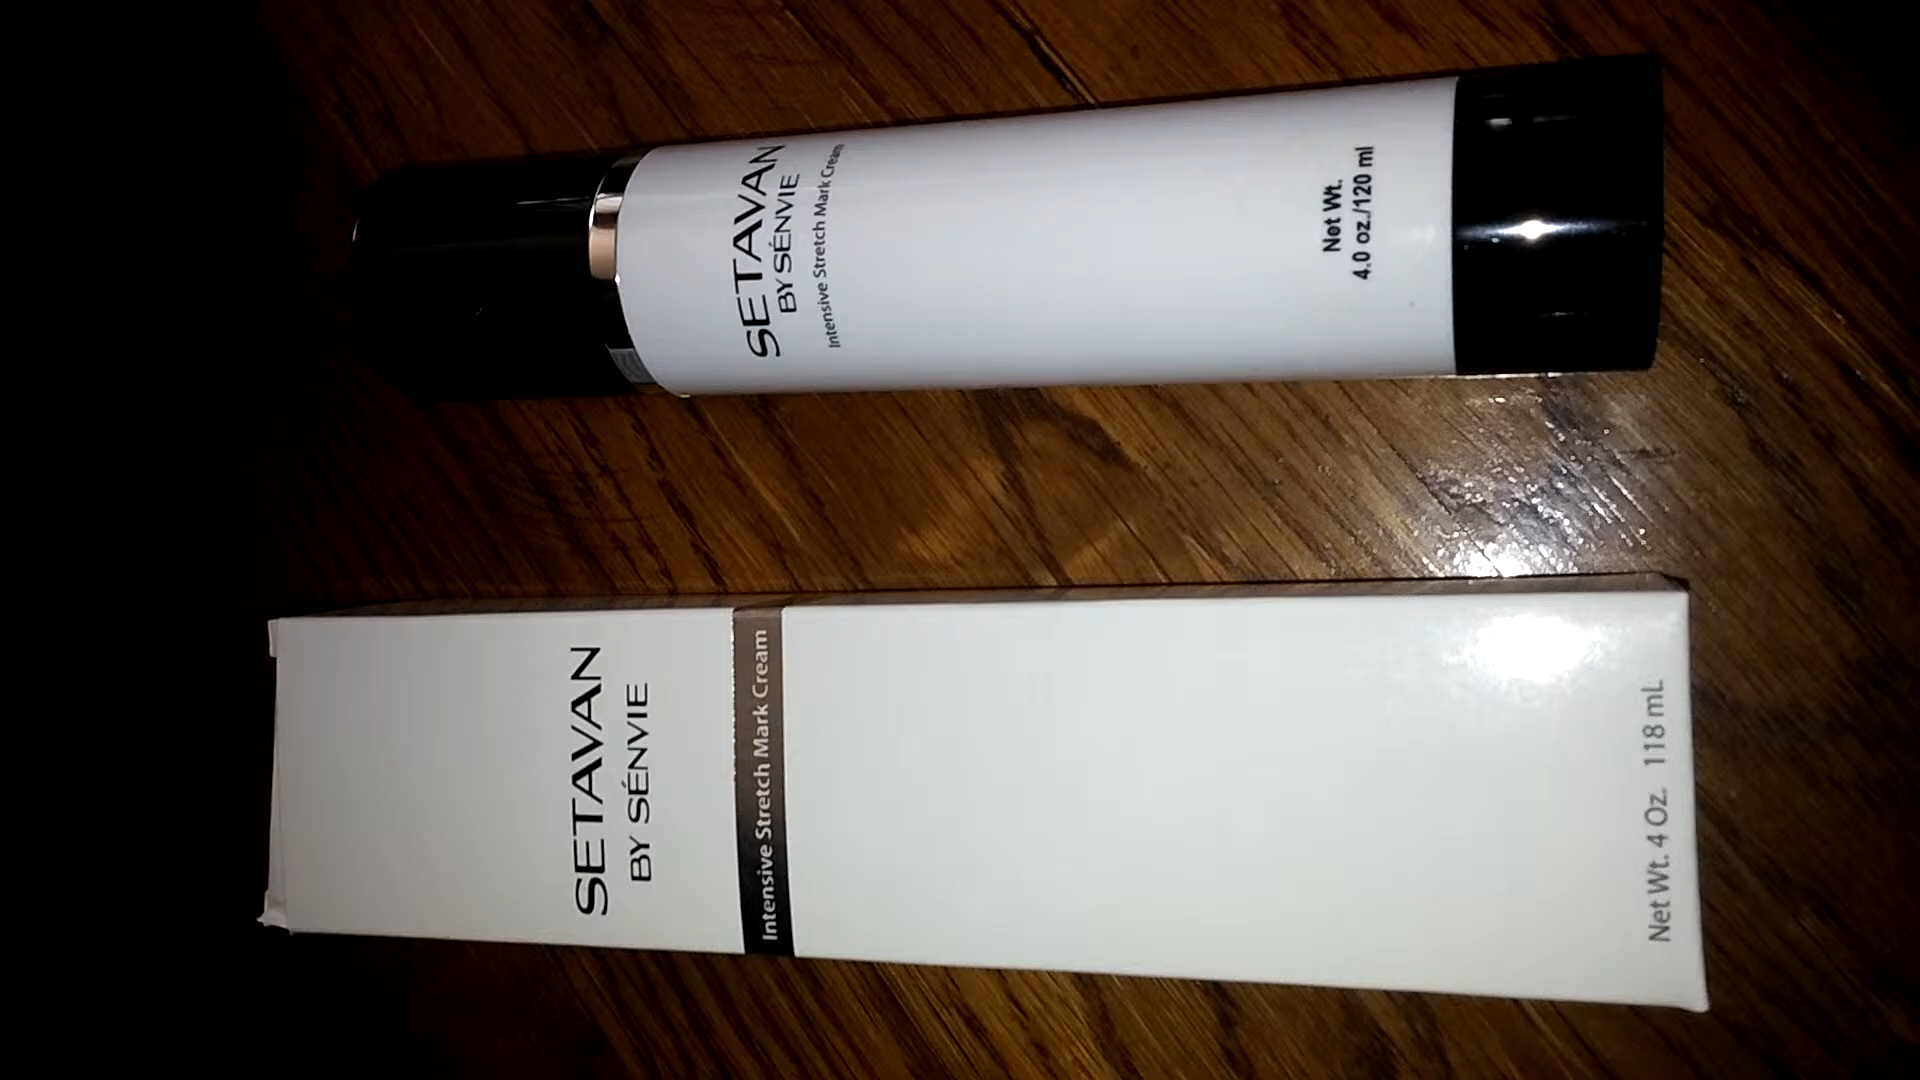 SETAVAN
BY SÉNVIE
Intensive Stretch Mark Cream
Net Wt.
4.0 oz./120 ml
SETAVAN
BY SÉNVIE
Intensive Stretch Mark Cream
Net Wt. 4 Oz. 118 mL